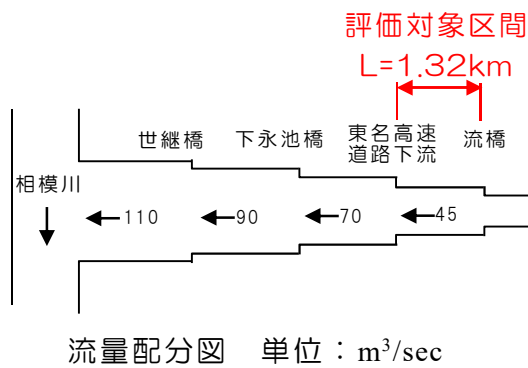 評価対象区間
L=1.32km
世継橋 下永池橋 東名高速道路下流 流橋
相模川
110 90 70 45
流量配分図 単位：m³/sec